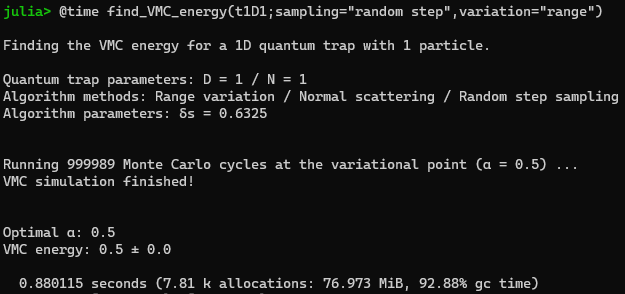 julia> @time find_VMC_energy(t1D1;sampling="random step",variation="range")
Finding the VMC energy for a 1D quantum trap with 1 particle.
Quantum trap parameters: D = 1 / N = 1
Algorithm methods: Range variation / Normal scattering / Random step sampling
Algorithm parameters: δs = 0.6325
Running 999989 Monte Carlo cycles at the variational point (α = 0.5) ...
VMC simulation finished!
Optimal α: 0.5
VMC energy: 0.5 ± 0.0
0.880115 seconds (7.81 k allocations: 76.973 MiB, 92.88% gc time)